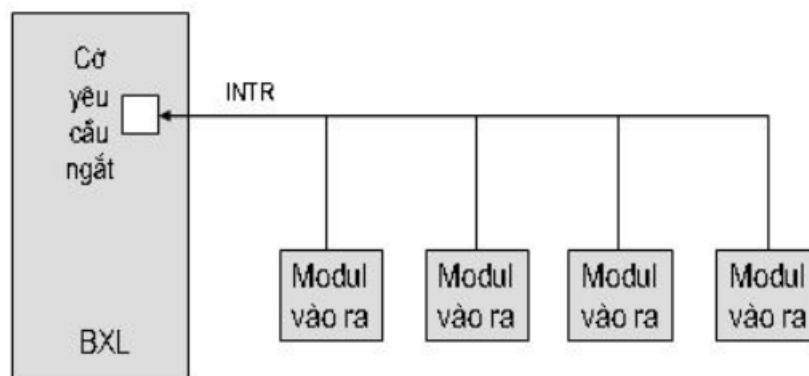 Cờ
yêu
cầu
ngắt
INTR
BXL
Modul
vào ra
Modul
vào ra
Modul
vào ra
Modul
vào ra